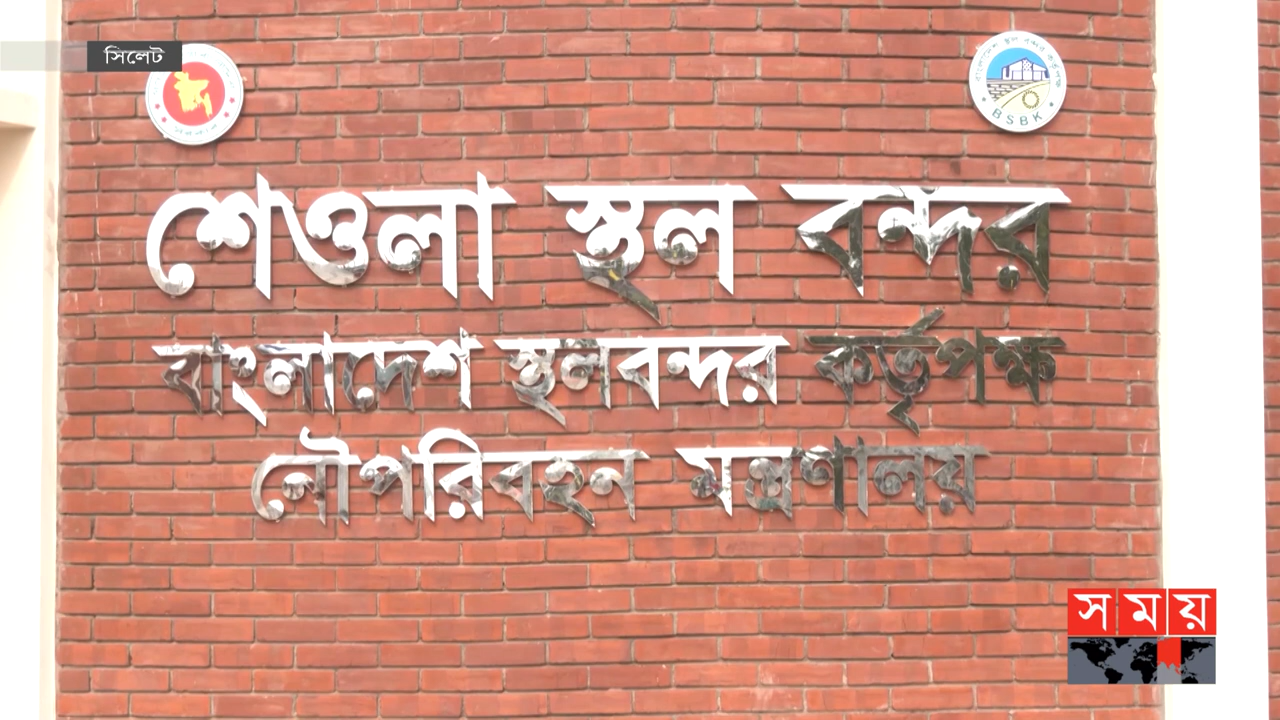 সিলেট
BSBK
শেওলা স্থল বন্দর
বাংলাদেশ স্থলবন্দর কর্তৃপক্ষ
নৌপরিবহন মন্ত্রণালয়
সময়